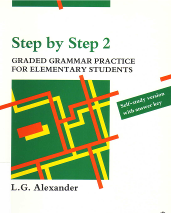 Step by Step 2
GRADED GRAMMAR PRACTICE
FOR ELEMENTARY STUDENTS
Self-study version
with answer key
L.G. Alexander